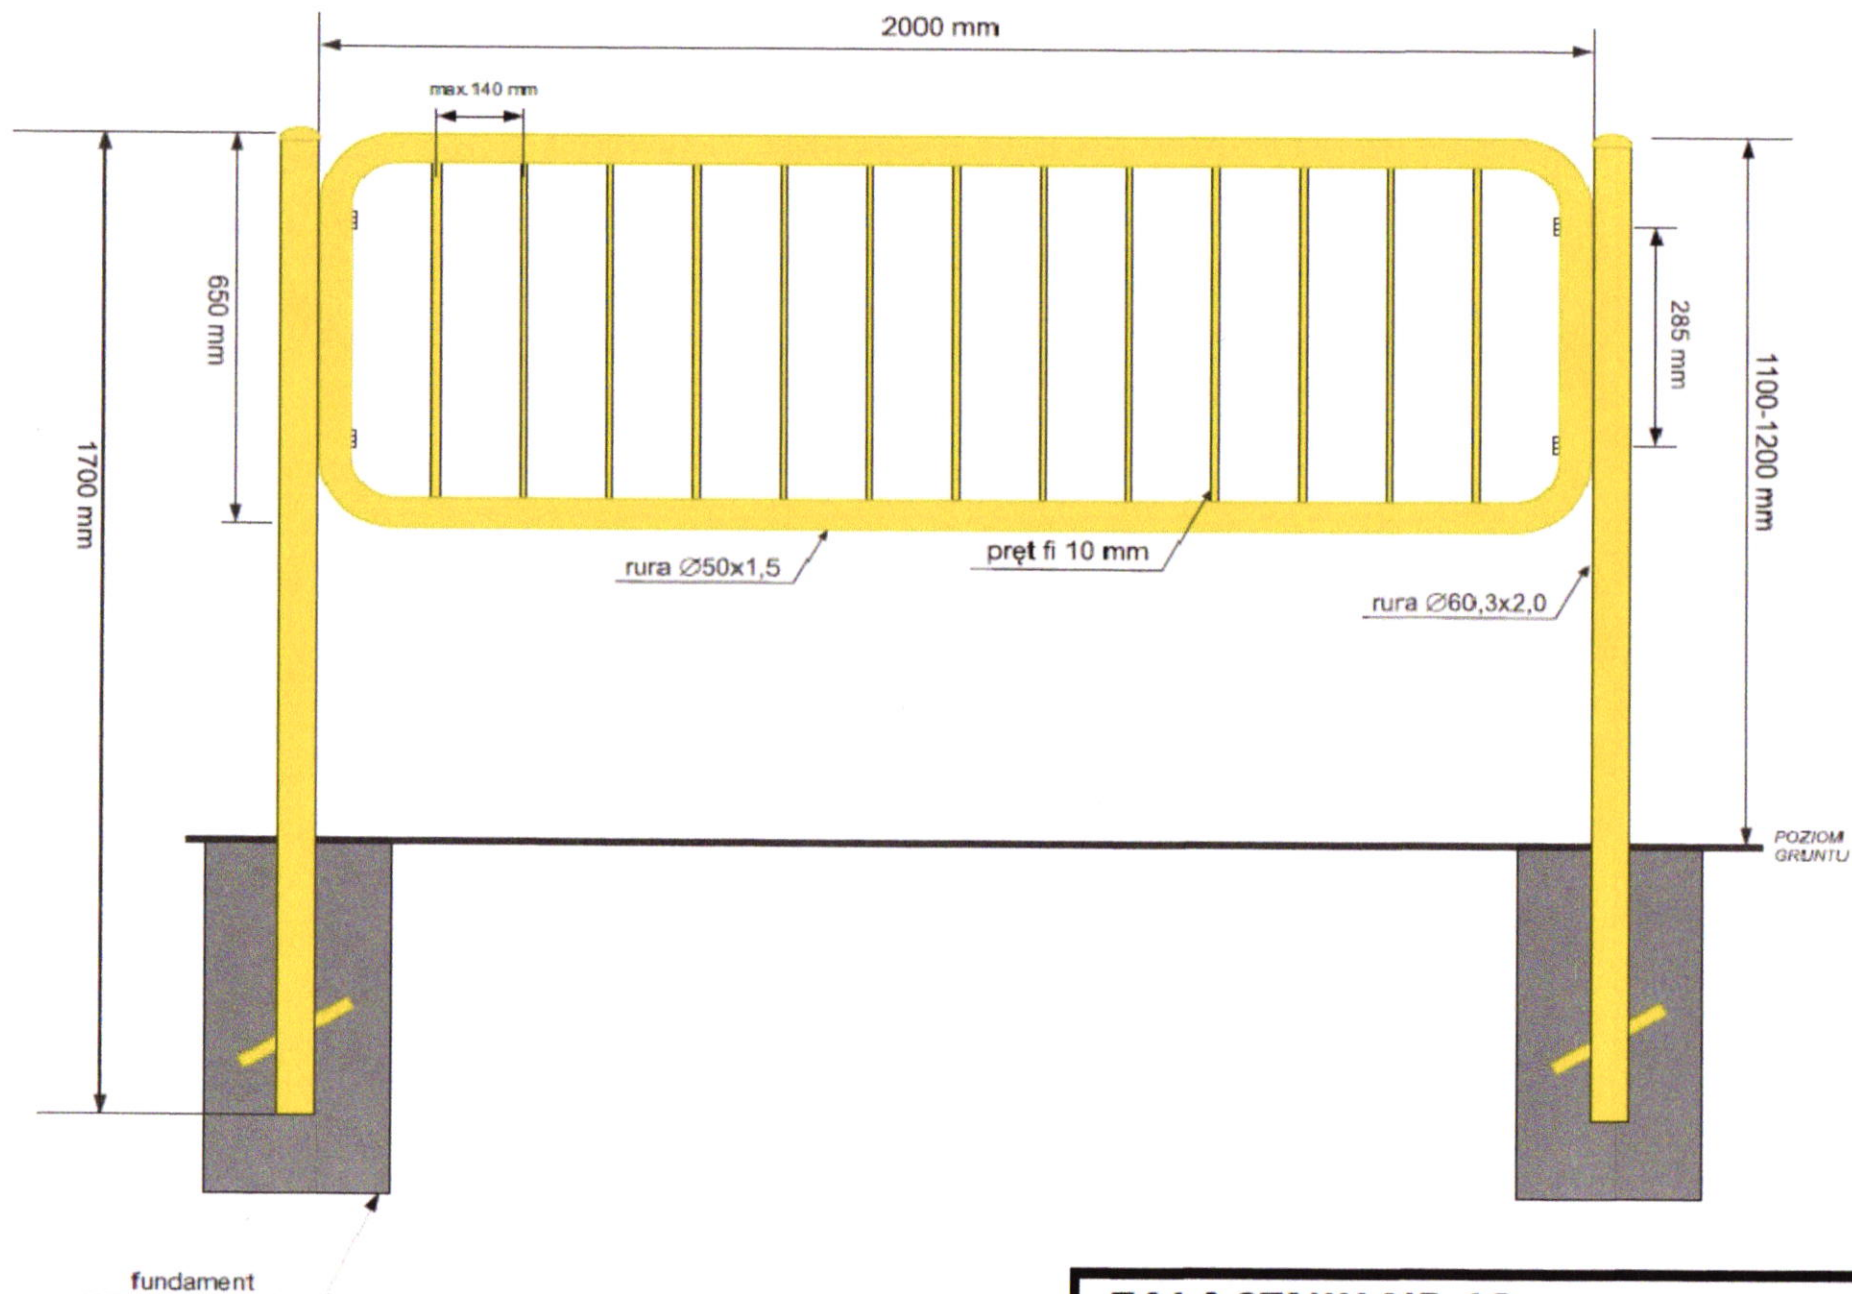 2000 mm
max.140 mm
650 mm
285 mm
1100-1200 mm
1700 mm
rura Ø50x1,5
pręt fi 10 mm
rura Ø60,3x2,0
POZIOM
GRUNTU
fundament